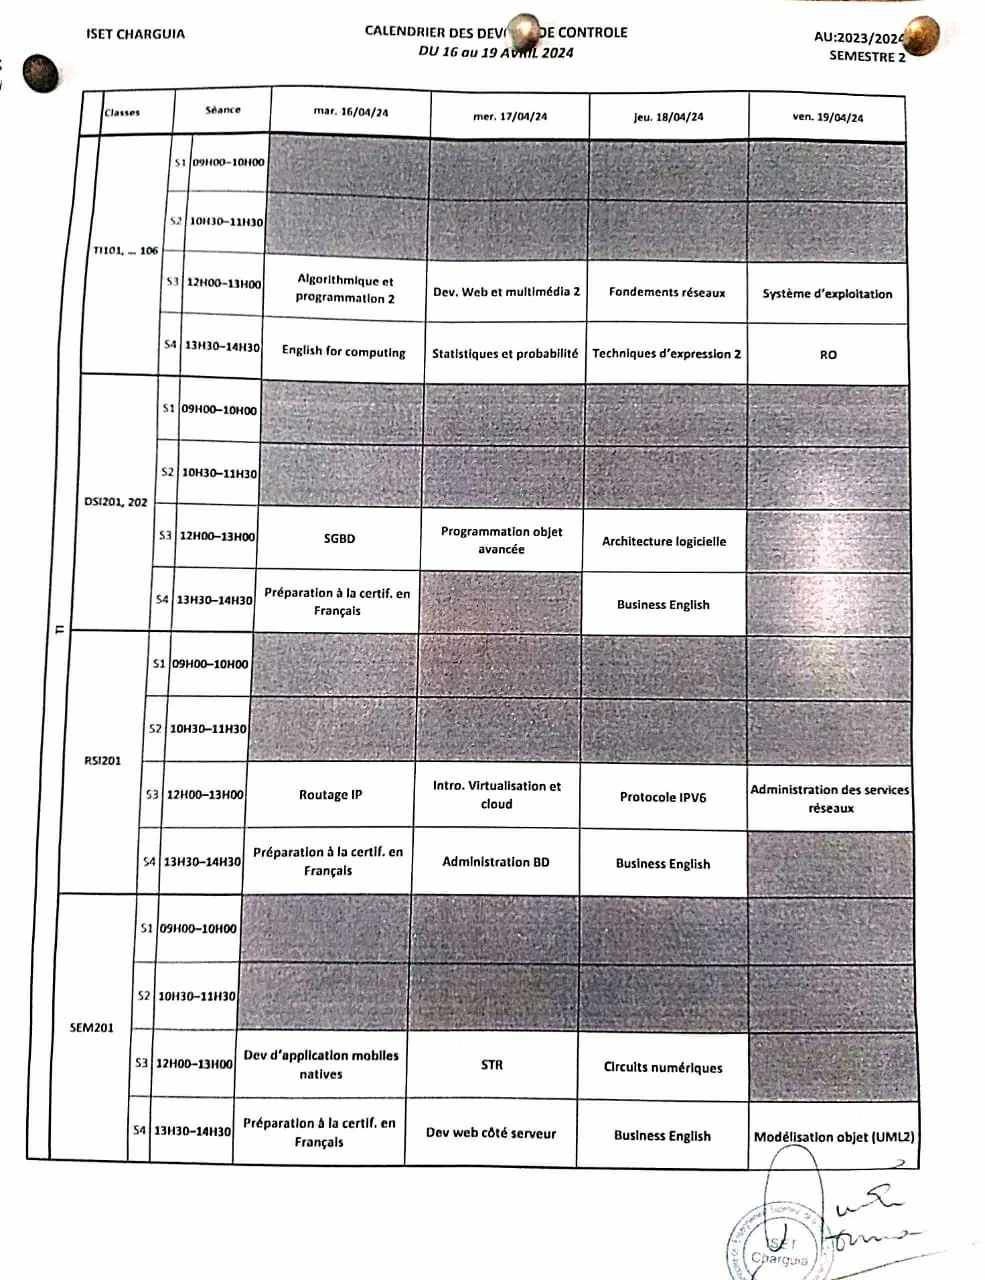 ISET CHARGUIA
CALENDRIER DES DEV DE CONTROLE
DU 16 au 19 AVRIL 2024
AU:2023/2024
SEMESTRE 2
Classes Séance mar. 16/04/24 mer. 17/04/24 jeu. 18/04/24 ven. 19/04/24
TI
TI101, ... 106
S1 09H00-10H00
S2 10H30-11H30
S3 12H00-13H00 Algorithmique et programmation 2 Dev. Web et multimédia 2 Fondements réseaux Système d'exploitation
S4 13H30-14H30 English for computing Statistiques et probabilité Techniques d'expression 2 RO
DSI201, 202
S1 09H00-10H00
S2 10H30-11H30
S3 12H00-13H00 SGBD Programmation objet avancée Architecture logicielle
S4 13H30-14H30 Préparation à la certif. en Français Business English
RSI201
S1 09H00-10H00
S2 10H30-11H30
S3 12H00-13H00 Routage IP Intro. Virtualisation et cloud Protocole IPV6 Administration des services réseaux
S4 13H30-14H30 Préparation à la certif. en Français Administration BD Business English
SEM201
S1 09H00-10H00
S2 10H30-11H30
S3 12H00-13H00 Dev d'application mobiles natives STR Circuits numériques
S4 13H30-14H30 Préparation à la certif. en Français Dev web côté serveur Business English Modélisation objet (UML2)
ISET
Charguia